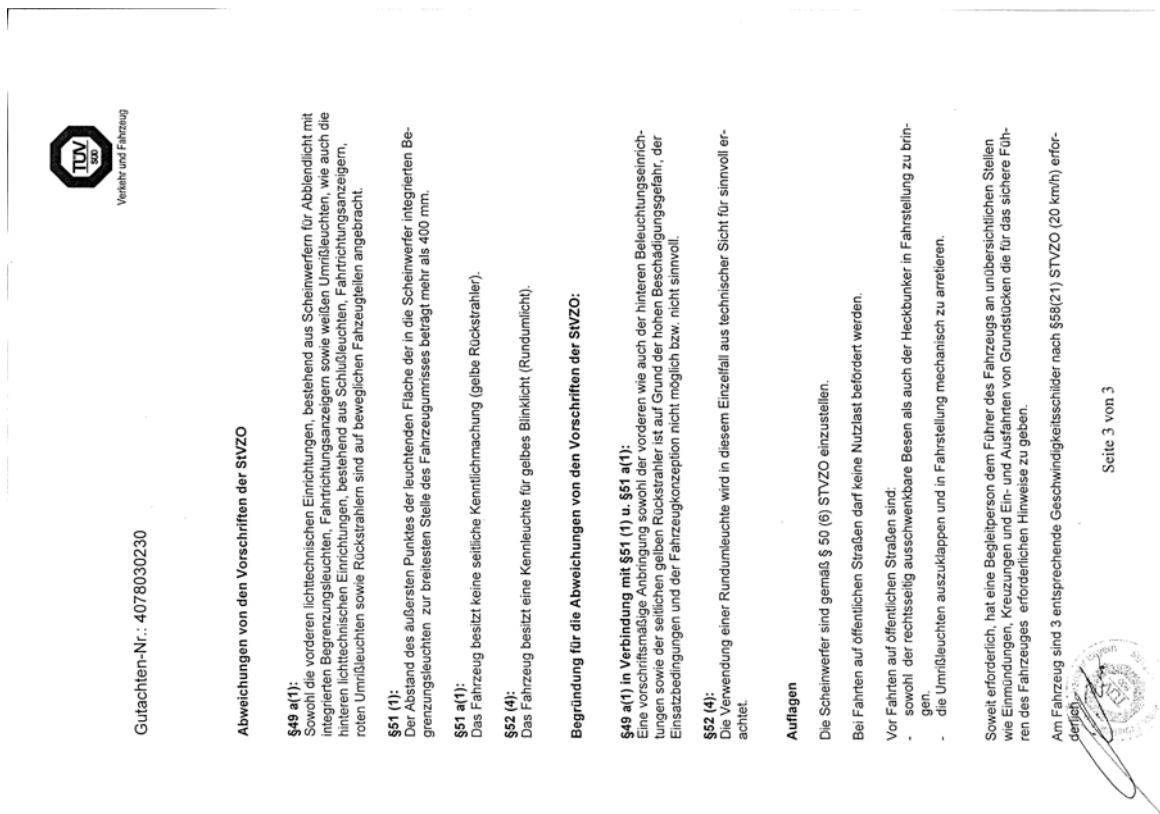 TÜV
SÜD
Verkehr und Fahrzeug
Gutachten-Nr.: 4078030230
Abweichungen von den Vorschriften der StVZO
§49 a(1):
Sowohl die vorderen lichttechnischen Einrichtungen, bestehend aus Scheinwerfern für Abblendlicht mit
integrierten Begrenzungsleuchten, Fahrtrichtungsanzeigern sowie weißen Umrißleuchten, wie auch die
hinteren lichttechnischen Einrichtungen, bestehend aus Schlußleuchten, Fahrtrichtungsanzeigern,
roten Umrißleuchten sowie Rückstrahlern sind auf beweglichen Fahzeugteilen angebracht.
§51 (1):
Der Abstand des äußersten Punktes der leuchtenden Fläche der in die Scheinwerfer integrierten Be-
grenzungsleuchten zur breitesten Stelle des Fahrzeugumrisses beträgt mehr als 400 mm.
§51 a(1):
Das Fahrzeug besitzt keine seitliche Kenntlichmachung (gelbe Rückstrahler).
§52 (4):
Das Fahrzeug besitzt eine Kennleuchte für gelbes Blinklicht (Rundumlicht).
Begründung für die Abweichungen von den Vorschriften der StVZO:
§49 a(1) in Verbindung mit §51 (1) u. §51 a(1):
Eine vorschriftsmäßige Anbringung sowohl der vorderen wie auch der hinteren Beleuchtungseinrich-
tungen sowie der seitlichen gelben Rückstrahler ist auf Grund der hohen Beschädigungsgefahr, der
Einsatzbedingungen und der Fahrzeugkonzeption nicht möglich bzw. nicht sinnvoll.
§52 (4):
Die Verwendung einer Rundumleuchte wird in diesem Einzelfall aus technischer Sicht für sinnvoll er-
achtet.
Auflagen
Die Scheinwerfer sind gemäß § 50 (6) STVZO einzustellen.
Bei Fahrten auf öffentlichen Straßen darf keine Nutzlast befördert werden.
Vor Fahrten auf öffentlichen Straßen sind:
- sowohl der rechtsseitig ausschwenkbare Besen als auch der Heckbunker in Fahrstellung zu brin-
gen.
- die Umrißleuchten auszuklappen und in Fahrstellung mechanisch zu arretieren.
Soweit erforderlich, hat eine Begleitperson dem Führer des Fahrzeugs an unübersichtlichen Stellen
wie Einmündungen, Kreuzungen und Ein- und Ausfahrten von Grundstücken die für das sichere Füh-
ren des Fahrzeuges erforderlichen Hinweise zu geben.
Am Fahrzeug sind 3 entsprechende Geschwindigkeitsschilder nach §58(21) STVZO (20 km/h) erfor-
derlich.
Seite 3 von 3